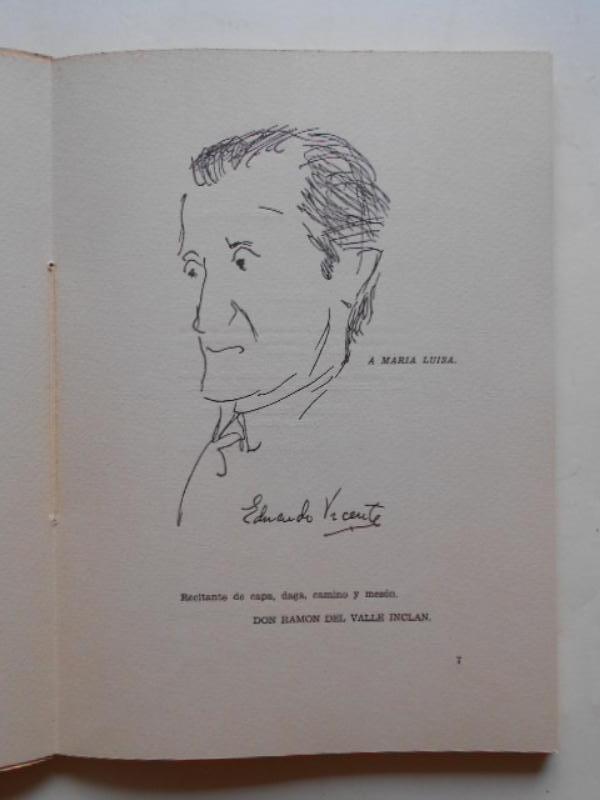 A MARIA LUISA.
Eduardo Vicente
Recitante de capa, daga, camino y mesón.
DON RAMON DEL VALLE INCLAN.
7